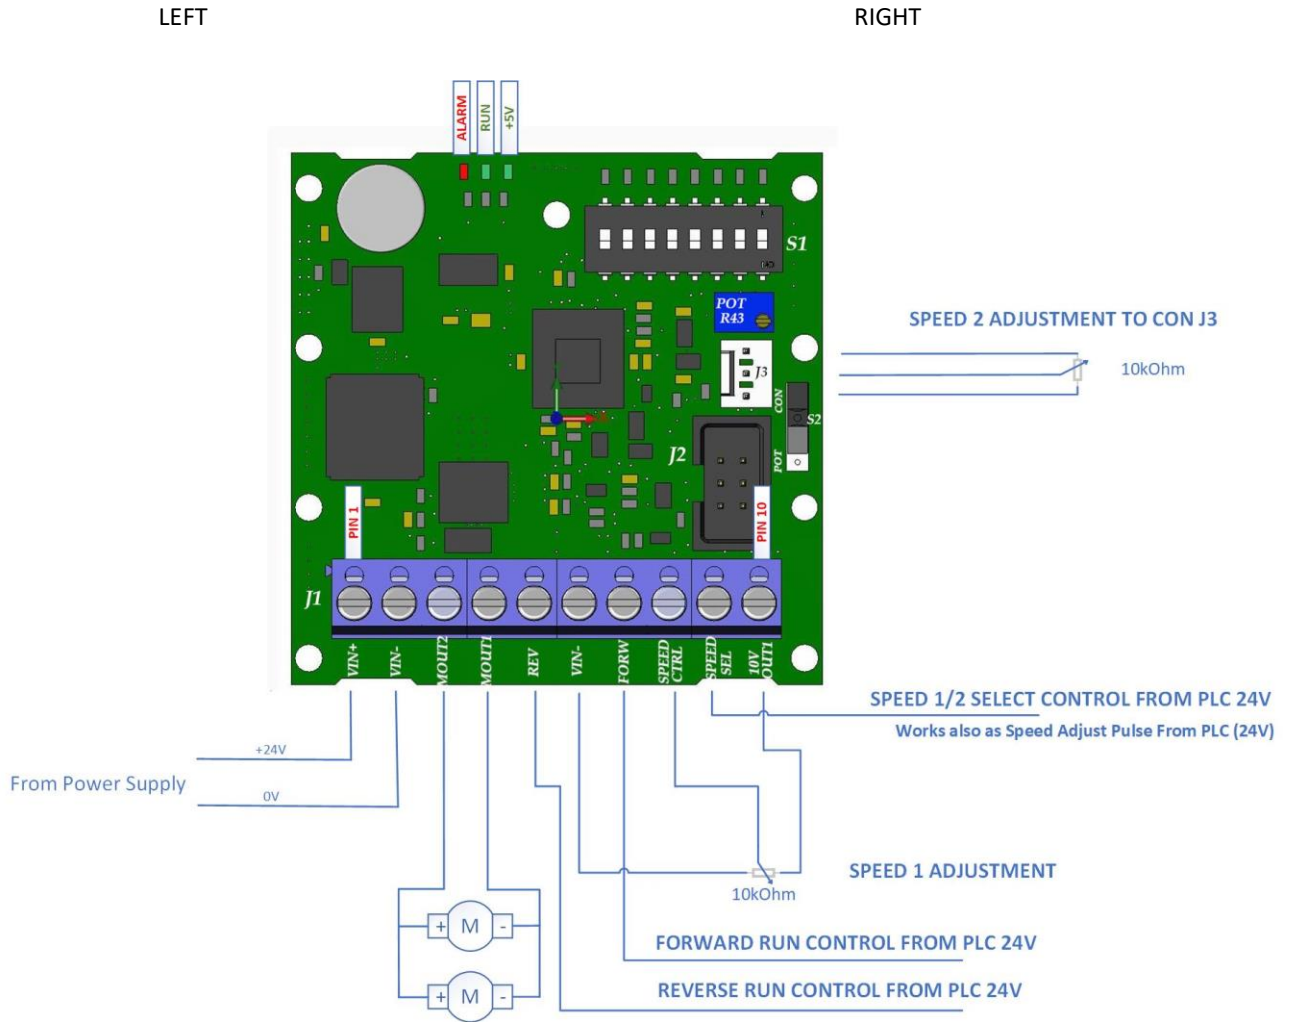 LEFT
RIGHT
ALARM
RUN
+5V
S1
POT
R43
SPEED 2 ADJUSTMENT TO CON J3
10kOhm
J3
CON
S2
J2
POT
PIN 1
PIN 10
J1
VIN+
VIN-
MOUT2
MOUT1
REV
VIN-
FORW
SPEED
CTRL
SPEED
SEL
10V
OUT1
SPEED 1/2 SELECT CONTROL FROM PLC 24V
Works also as Speed Adjust Pulse From PLC (24V)
+24V
From Power Supply
0V
SPEED 1 ADJUSTMENT
10kOhm
+ M -
FORWARD RUN CONTROL FROM PLC 24V
+ M -
REVERSE RUN CONTROL FROM PLC 24V